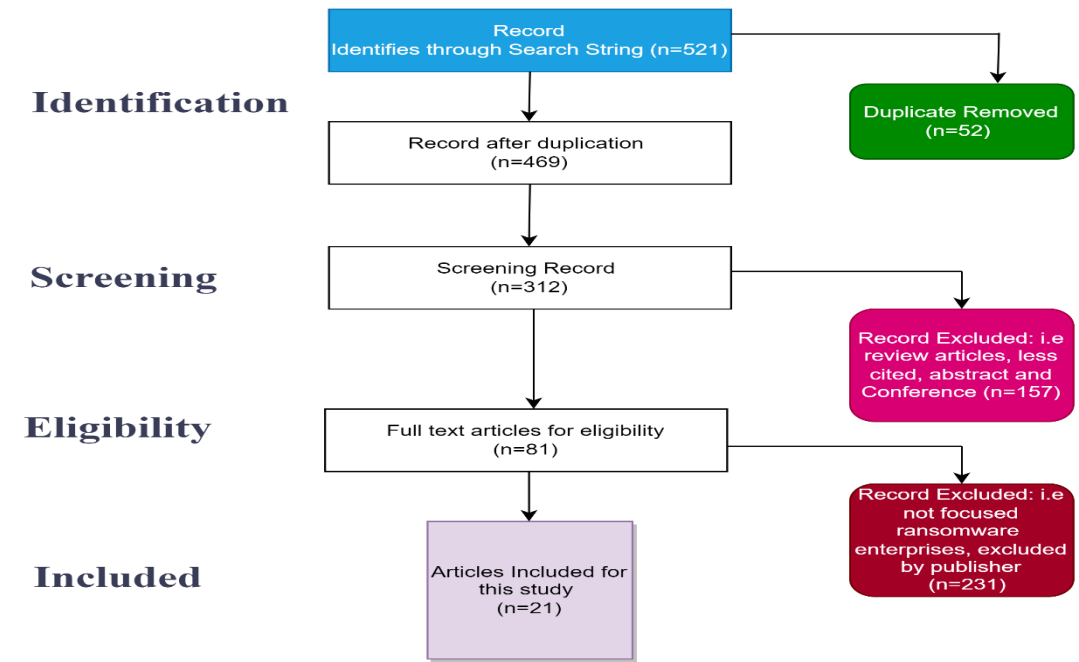 Record
Identifies through Search String (n=521)
Identification
Duplicate Removed
(n=52)
Record after duplication
(n=469)
Screening
Screening Record
(n=312)
Record Excluded: i.e
review articles, less
cited, abstract and
Conference (n=157)
Eligibility
Full text articles for eligibility
(n=81)
Record Excluded: i.e
not focused
ransomware
enterprises, excluded
by publisher
(n=231)
Included
Articles Included for
this study
(n=21)